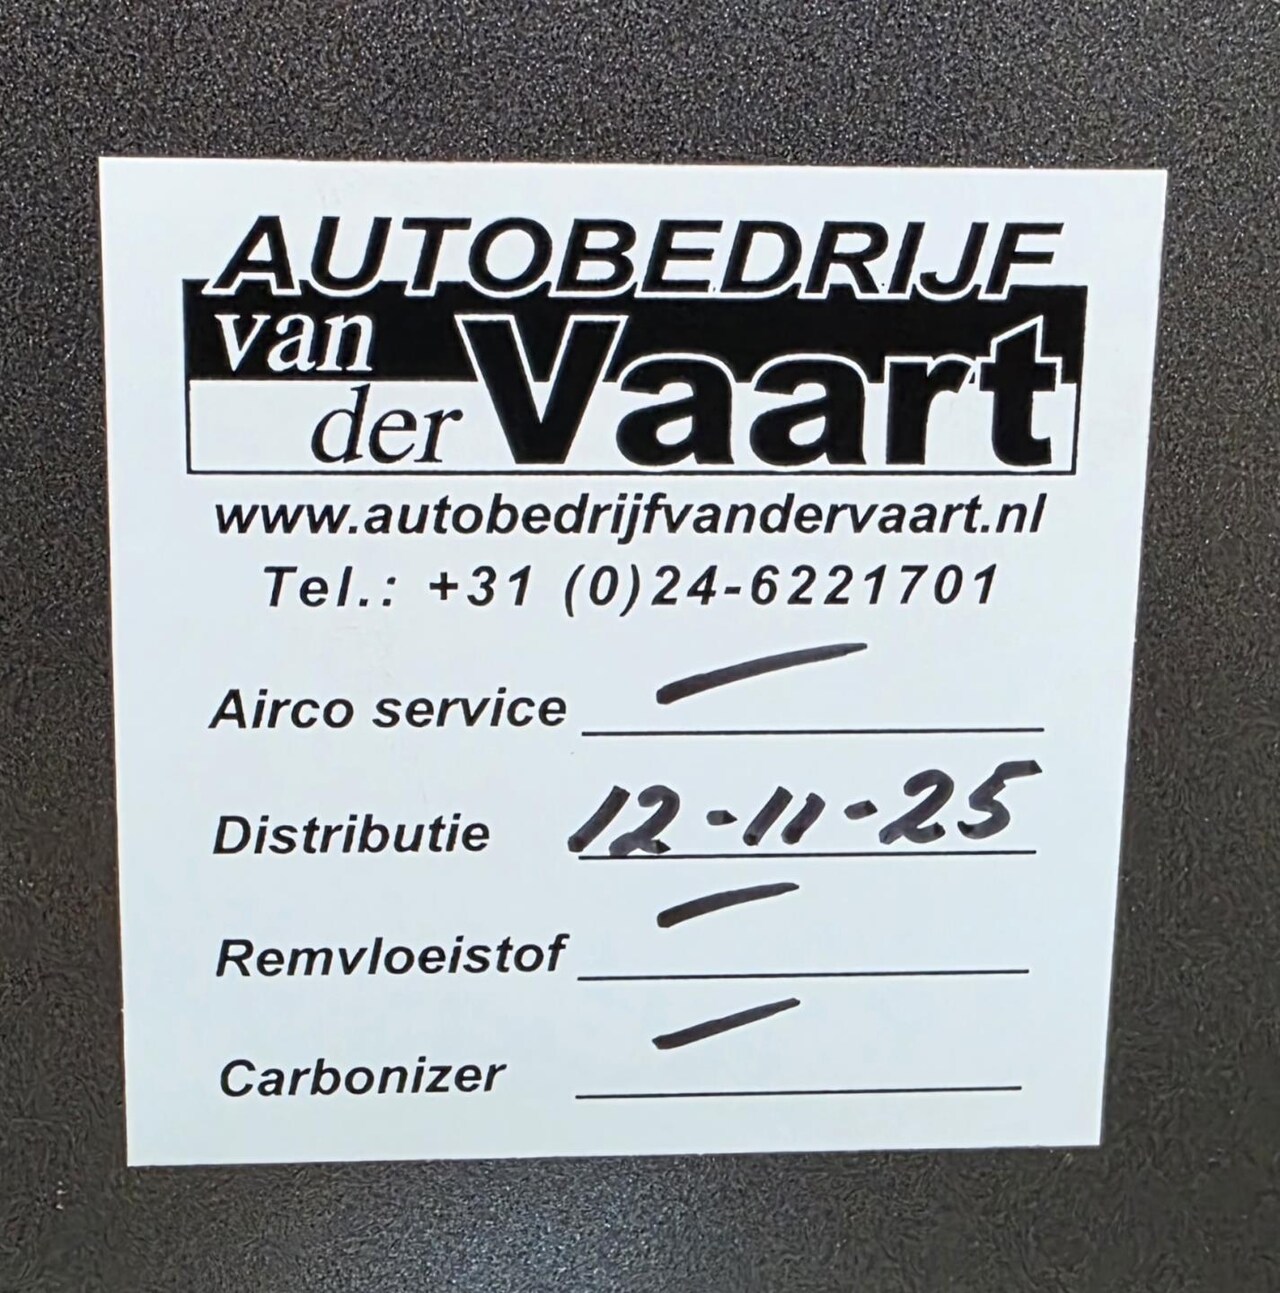 AUTOBEDRIJF
van
der Vaart
www.autobedrijfvandervaart.nl
Tel.: +31 (0)24-6221701
Airco service —
Distributie 12-11-25
Remvloeistof —
Carbonizer —